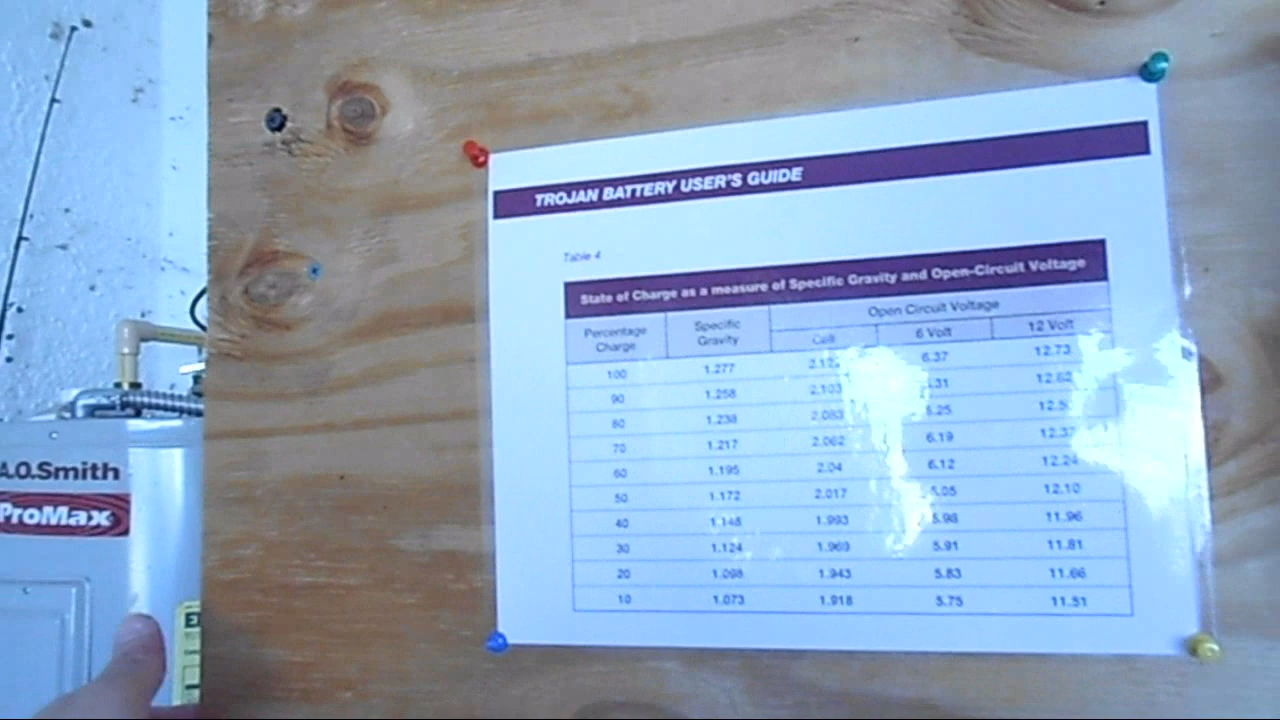 TROJAN BATTERY USER'S GUIDE
Table 4
State of Charge as a measure of Specific Gravity and Open-Circuit Voltage
Percentage Charge Specific Gravity Open Circuit Voltage
Cell 6 Volt 12 Volt
100 1.277 6.37 12.73
90 1.258 2.103 12.62
80 1.238 2.083
70 1.217 2.062 6.19 12.37
60 1.195 2.04 6.12 12.24
50 1.172 2.017 12.10
40 1.148 1.993 5.98 11.96
30 1.124 1.969 5.91 11.81
20 1.098 1.943 5.83 11.66
10 1.073 1.918 5.75 11.51
A.O.Smith
ProMax